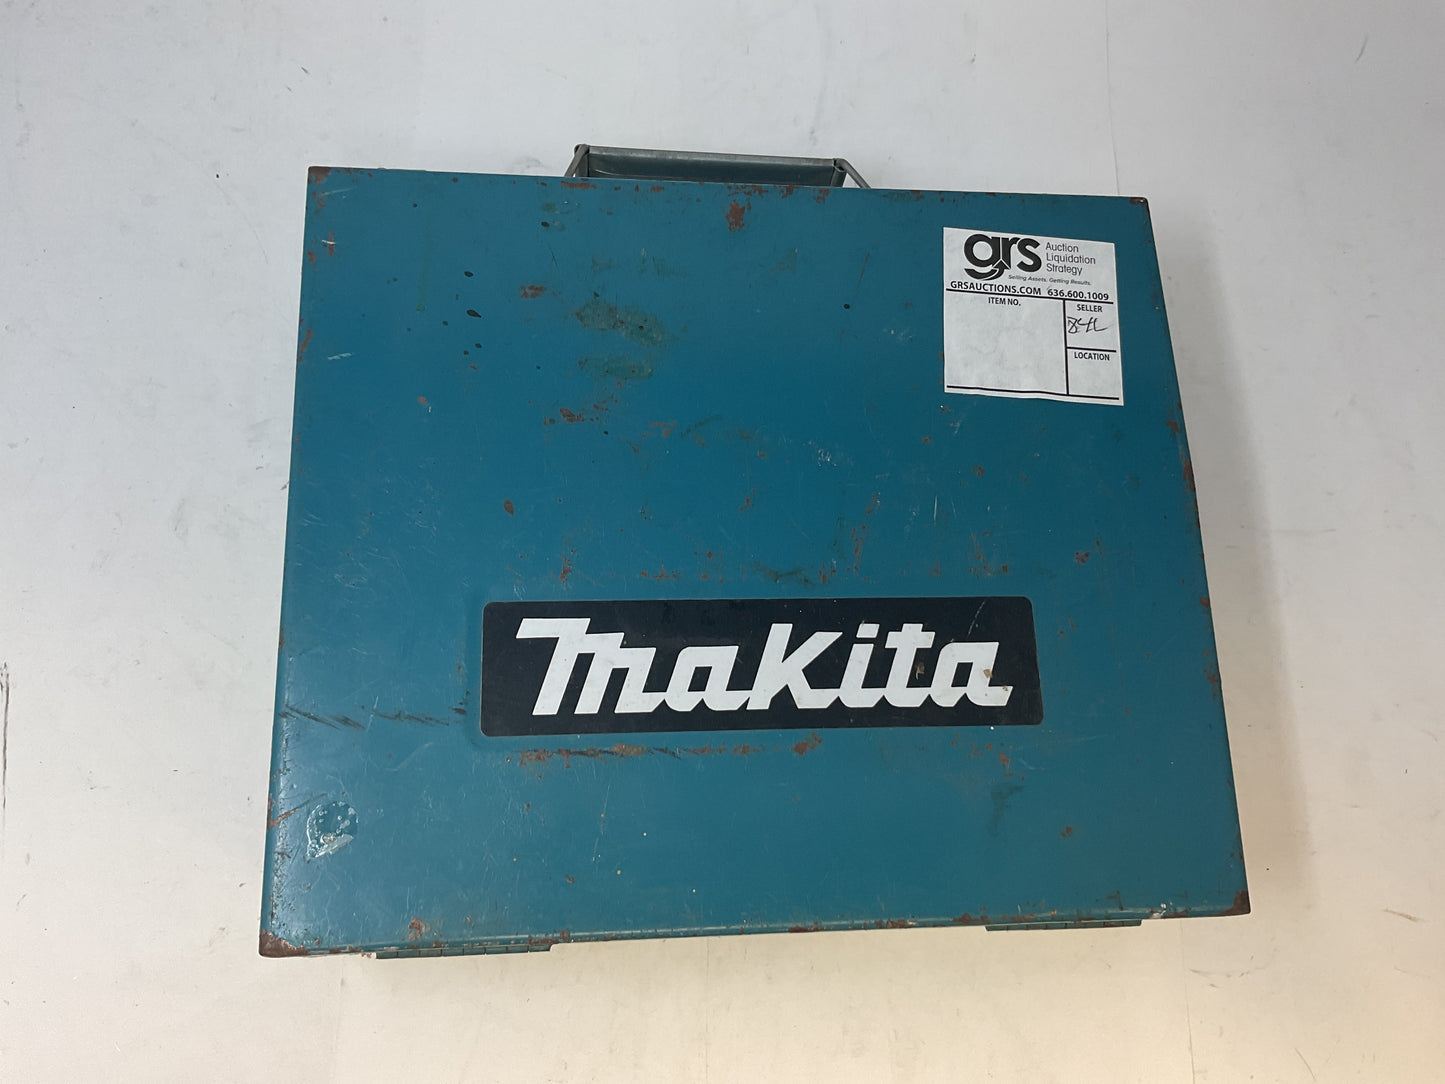 grs Auction
Liquidation
Strategy
Selling Assets. Getting Results.
GRSAUCTIONS.COM 636.600.1009
ITEM NO.
SELLER
LOCATION
makita